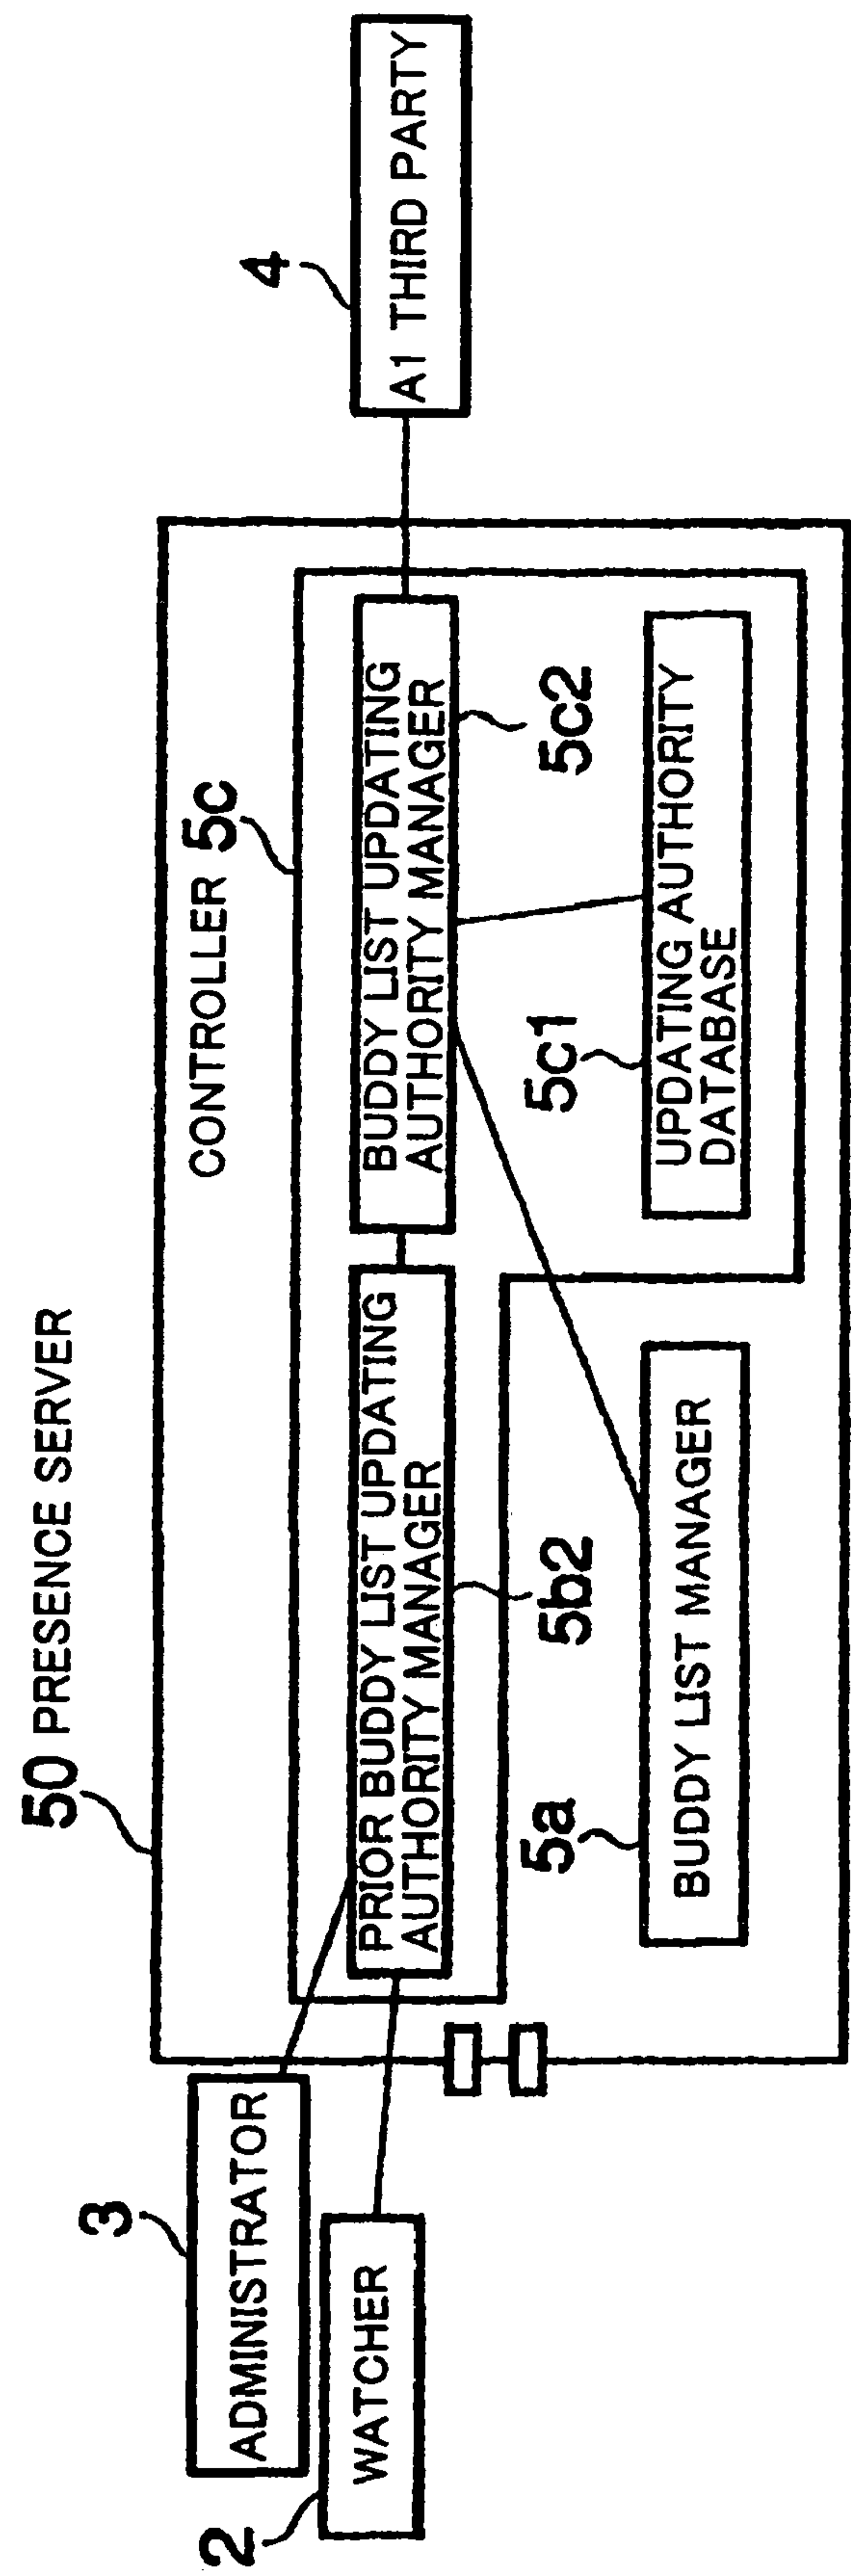 50 PRESENCE SERVER
3
ADMINISTRATOR
2
WATCHER
CONTROLLER 5c
PRIOR BUDDY LIST UPDATING
AUTHORITY MANAGER
5b2
BUDDY LIST UPDATING
AUTHORITY MANAGER
5c2
4
A1 THIRD PARTY
5a
BUDDY LIST MANAGER
5c1
UPDATING AUTHORITY
DATABASE